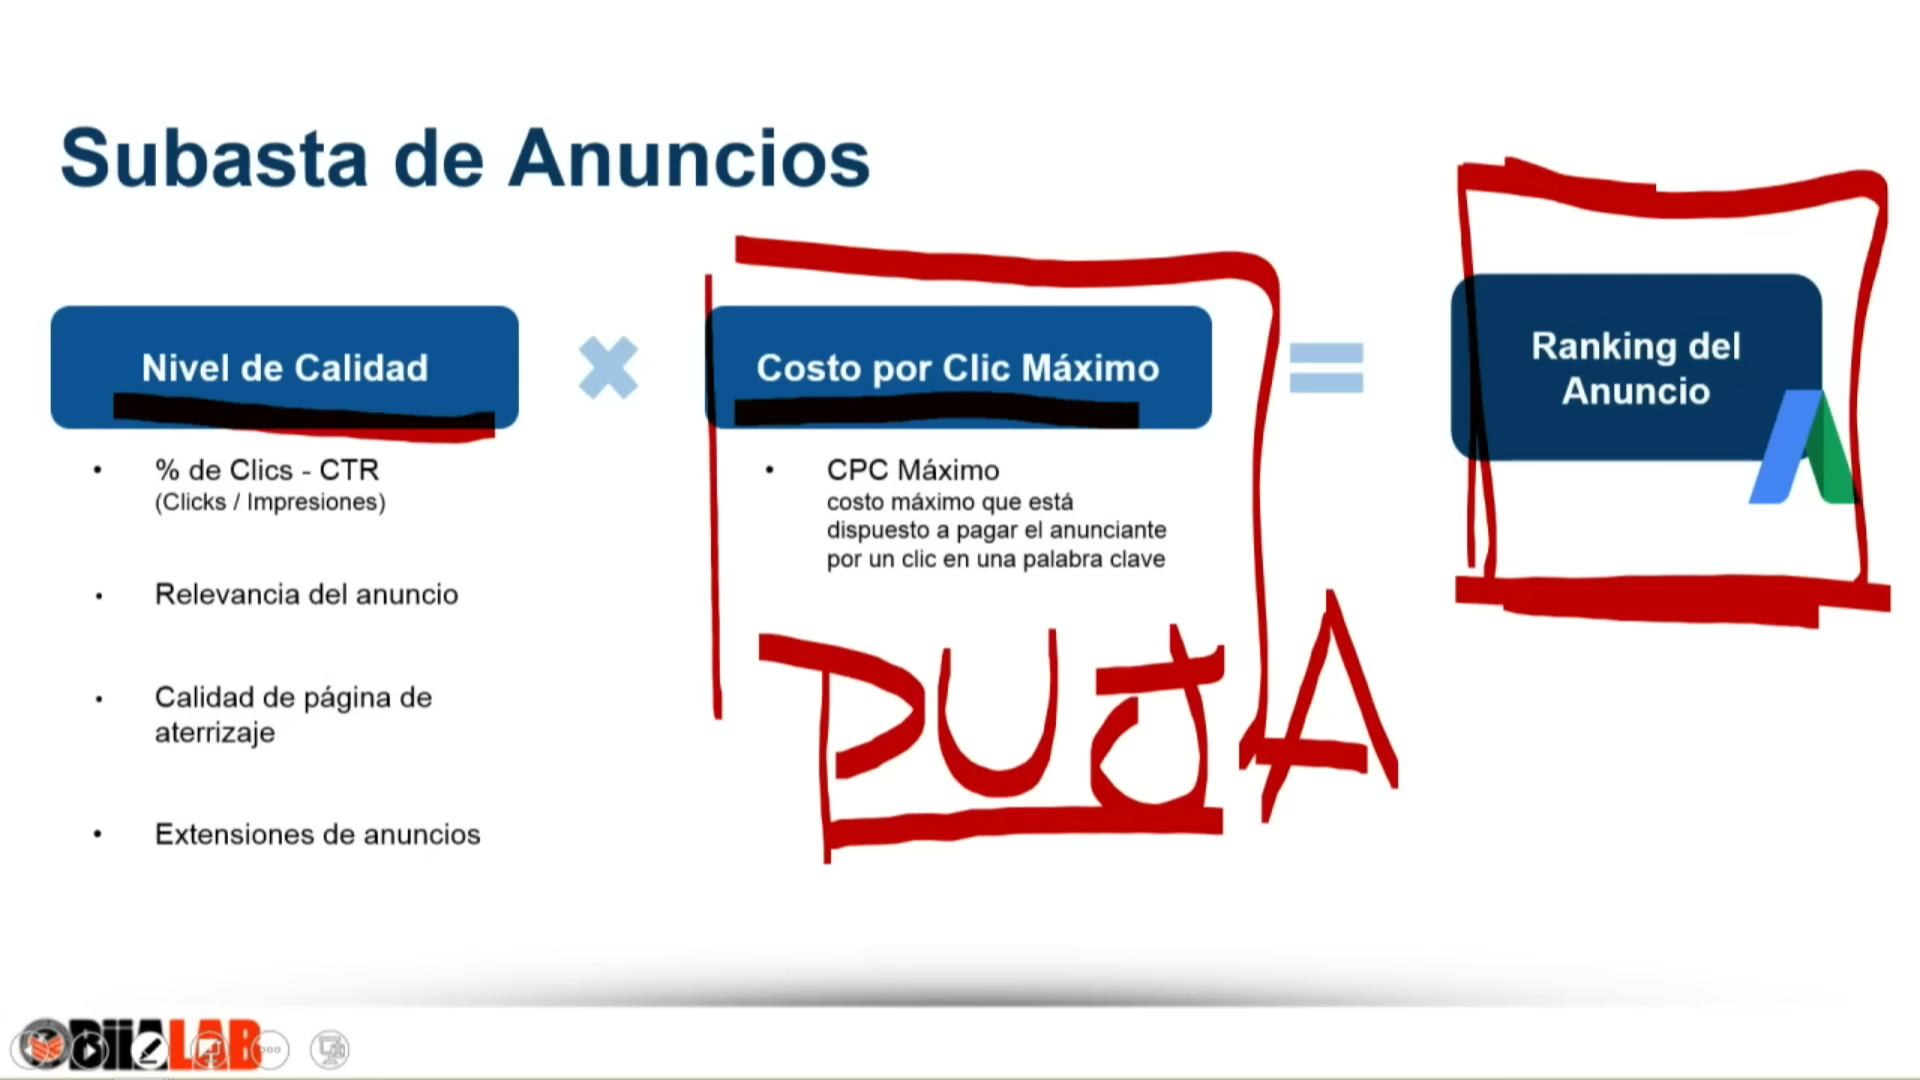 Subasta de Anuncios
Nivel de Calidad
Costo por Clic Máximo
Ranking del
Anuncio
• % de Clics - CTR
(Clicks / Impresiones)
• Relevancia del anuncio
• Calidad de página de
aterrizaje
• Extensiones de anuncios
• CPC Máximo
costo máximo que está
dispuesto a pagar el anunciante
por un clic en una palabra clave
PUJA
BiiALAB